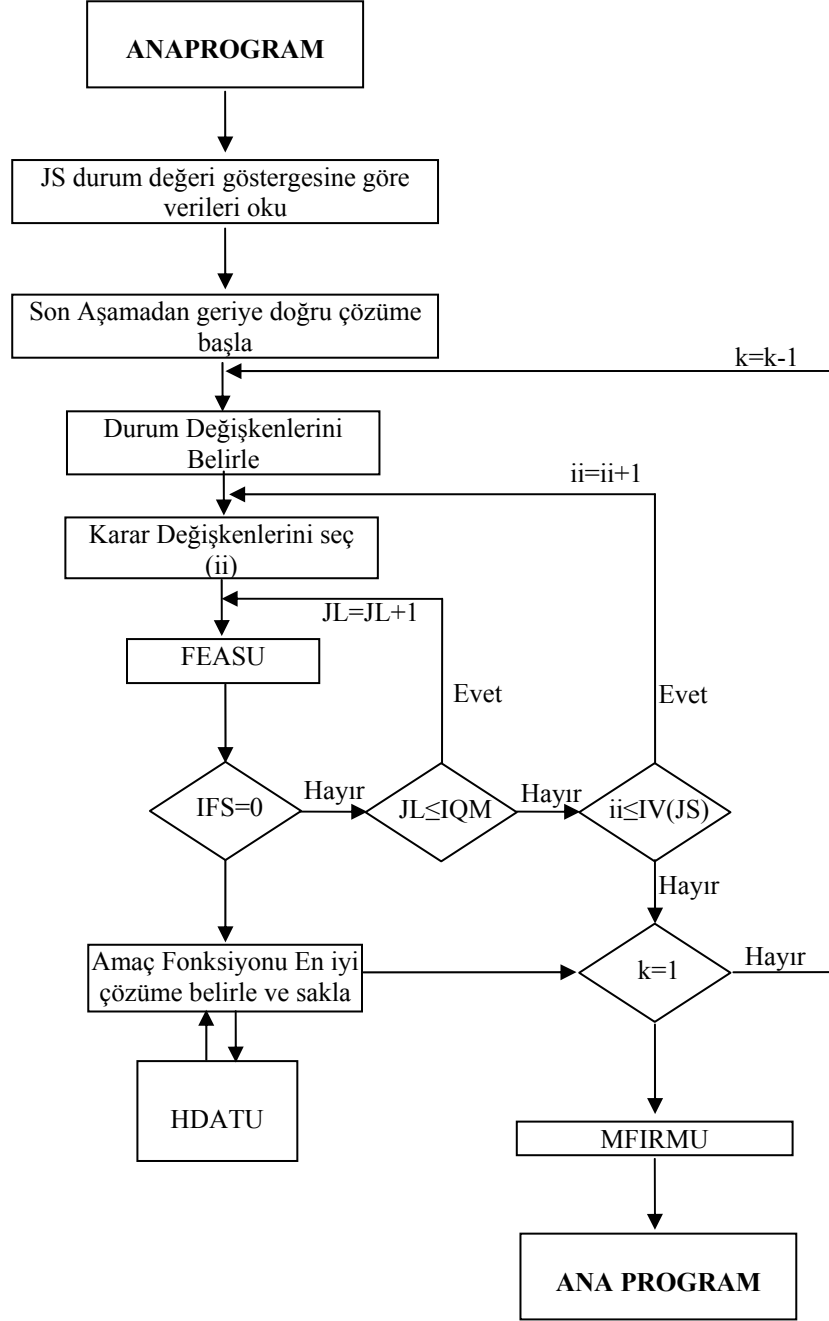 ANAPROGRAM
JS durum değeri göstergesine göre
verileri oku
Son Aşamadan geriye doğru çözüme
başla
k=k-1
Durum Değişkenlerini
Belirle
ii=ii+1
Karar Değişkenlerini seç
(ii)
JL=JL+1
FEASU
Evet
Evet
IFS=0
Hayır
JL≤IQM
Hayır
ii≤IV(JS)
Hayır
Amaç Fonksiyonu En iyi
çözüme belirle ve sakla
k=1
Hayır
HDATU
MFIRMU
ANA PROGRAM